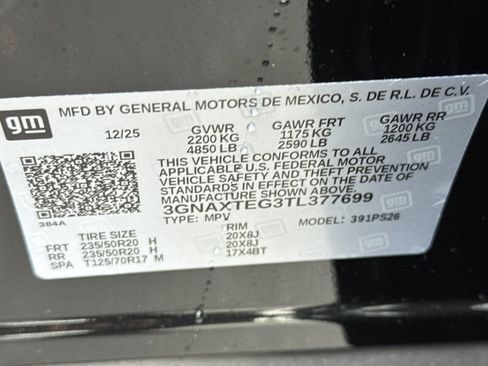 gm
MFD BY GENERAL MOTORS DE MEXICO, S. DE R.L. DE C.V.
12/25 GVWR GAWR FRT GAWR RR
2200 KG 1175 KG 1200 KG
4850 LB 2590 LB 2645 LB
THIS VEHICLE CONFORMS TO ALL
APPLICABLE U.S. FEDERAL MOTOR
VEHICLE SAFETY AND THEFT PREVENTION
STANDARDS IN EFFECT ON THE DATE
OF MANUFACTURE SHOWN ABOVE.
3GNAXTEG3TL377699
384A TYPE: MPV MODEL: 391PS26
TIRE SIZE RIM
FRT 235/50R20 H 20X8J
RR 235/50R20 H 20X8J
SPA T125/70R17 M 17X4BT